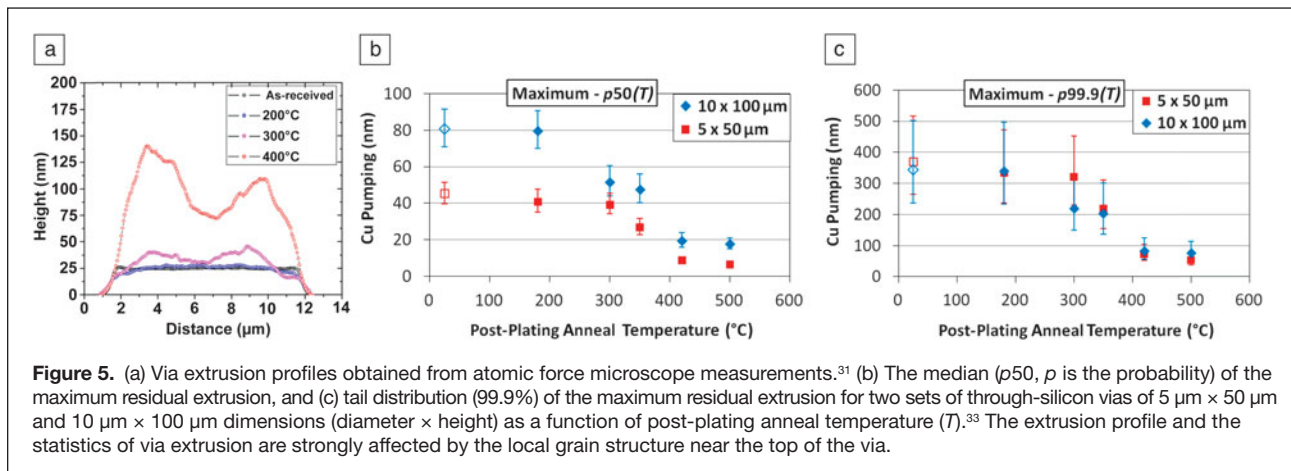 a
200
175
150
125
100
75
50
25
0
Height (nm)
As-received
200°C
300°C
400°C
0 2 4 6 8 10 12 14
Distance (µm)
b
100
80
60
40
20
0
Cu Pumping (nm)
Maximum - p50(T)
10 x 100 µm
5 x 50 µm
0 100 200 300 400 500 600
Post-Plating Anneal Temperature (°C)
c
600
500
400
300
200
100
0
Cu Pumping (nm)
Maximum - p99.9(T)
5 x 50 µm
10 x 100 µm
0 100 200 300 400 500 600
Post-Plating Anneal Temperature (°C)
Figure 5. (a) Via extrusion profiles obtained from atomic force microscope measurements.³¹ (b) The median (p50, p is the probability) of the
maximum residual extrusion, and (c) tail distribution (99.9%) of the maximum residual extrusion for two sets of through-silicon vias of 5 µm × 50 µm
and 10 µm × 100 µm dimensions (diameter × height) as a function of post-plating anneal temperature (T).³³ The extrusion profile and the
statistics of via extrusion are strongly affected by the local grain structure near the top of the via.